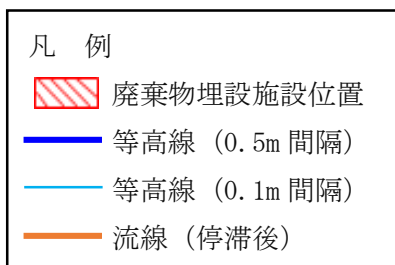 凡 例
廃棄物埋設施設位置
等高線 (0.5m 間隔)
等高線 (0.1m 間隔)
流線 (停滞後)